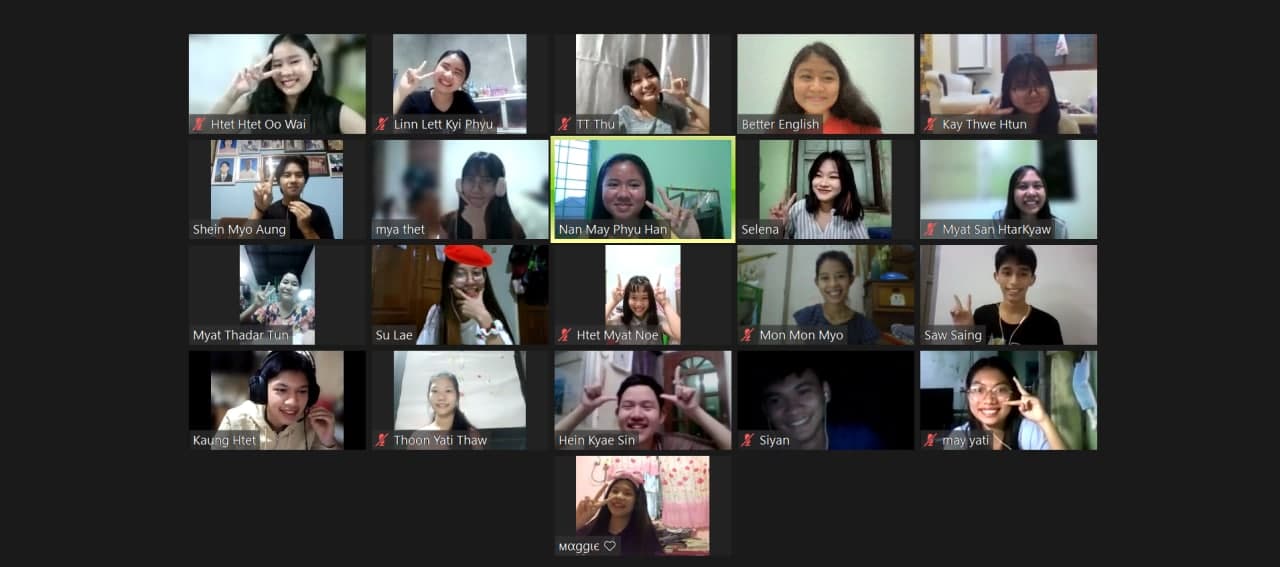 Htet Htet Oo Wai
Linn Lett Kyi Phyu
TT Thu
Better English
Kay Thwe Htun
Shein Myo Aung
mya thet
Nan May Phyu Han
Selena
Myat San HtarKyaw
Myat Thadar Tun
Su Lae
Htet Myat Noe
Mon Mon Myo
Saw Saing
Kaung Htet
Thoon Yati Thaw
Hein Kyae Sin
Siyan
may yati
мαggιє ♡